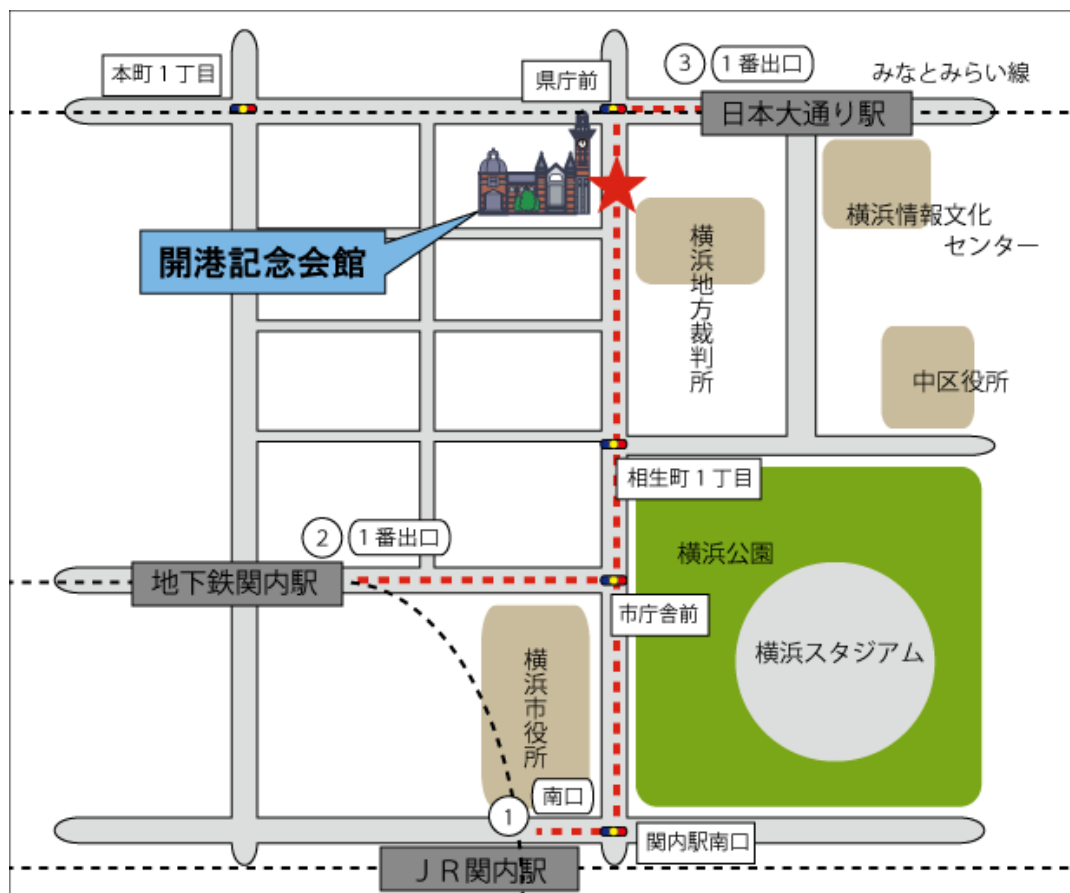 本町1丁目
県庁前
③
1番出口
みなとみらい線
日本大通り駅
横浜情報文化
センター
開港記念会館
横浜地方裁判所
中区役所
相生町1丁目
②
1番出口
横浜公園
地下鉄関内駅
市庁舎前
横浜スタジアム
横浜市役所
南口
①
関内駅南口
JR関内駅